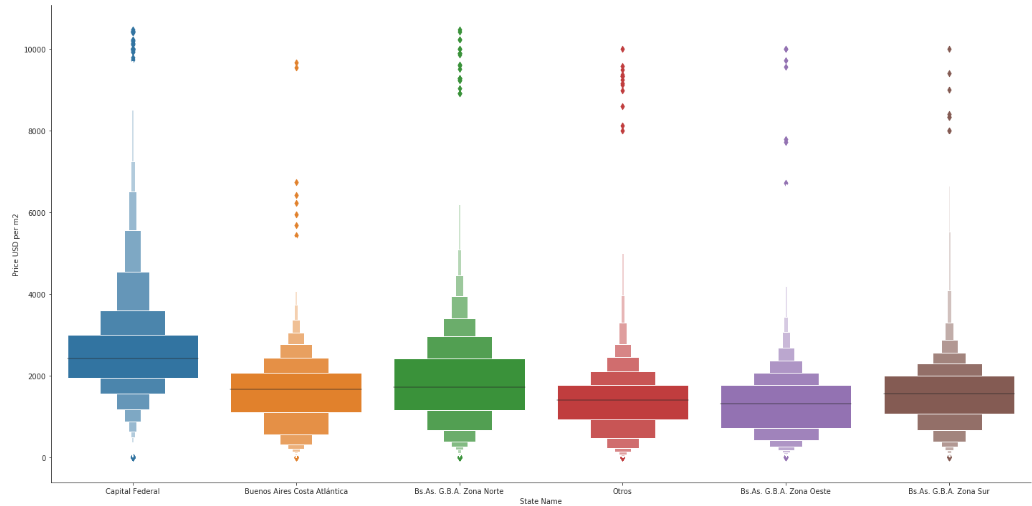 10000
8000
6000
4000
2000
0
Price USD per m2
Capital Federal
Buenos Aires Costa Atlántica
Bs.As. G.B.A. Zona Norte
Otros
Bs.As. G.B.A. Zona Oeste
Bs.As. G.B.A. Zona Sur
State Name